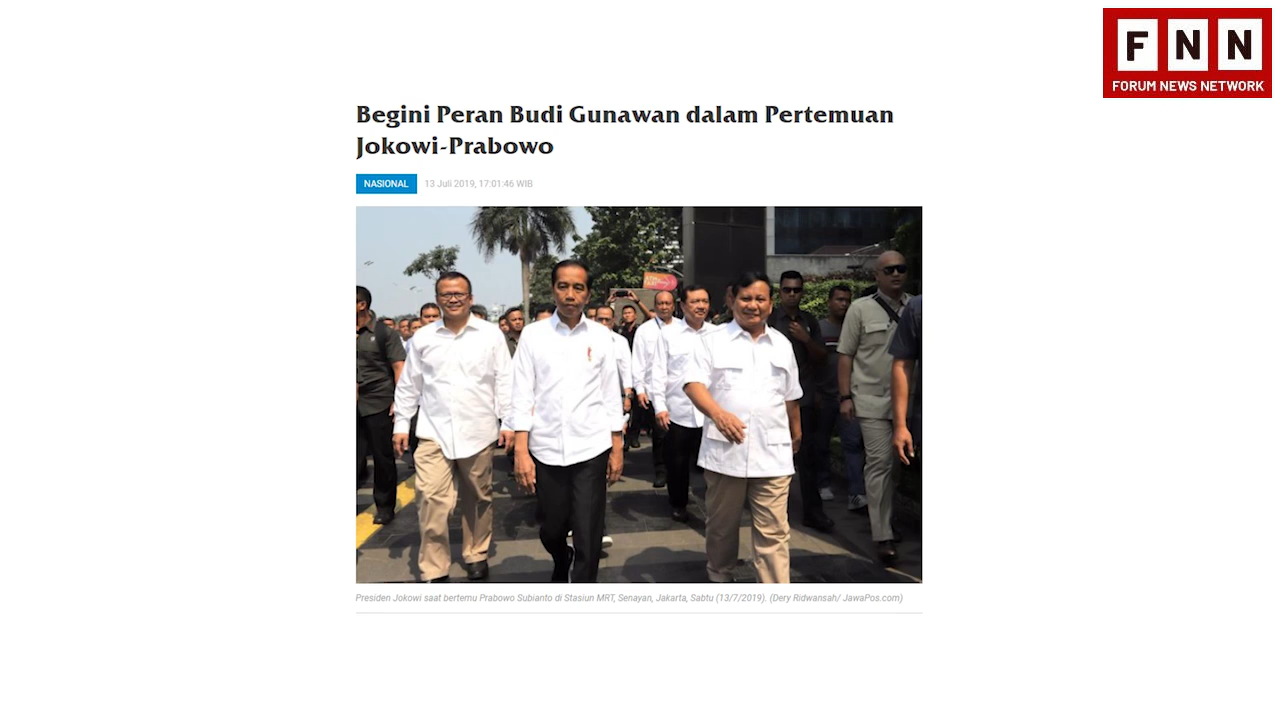 F N N
FORUM NEWS NETWORK
Begini Peran Budi Gunawan dalam Pertemuan
Jokowi-Prabowo
NASIONAL 13 Juli 2019, 17:01:46 WIB
Presiden Jokowi saat bertemu Prabowo Subianto di Stasiun MRT, Senayan, Jakarta, Sabtu (13/7/2019). (Dery Ridwansah/ JawaPos.com)